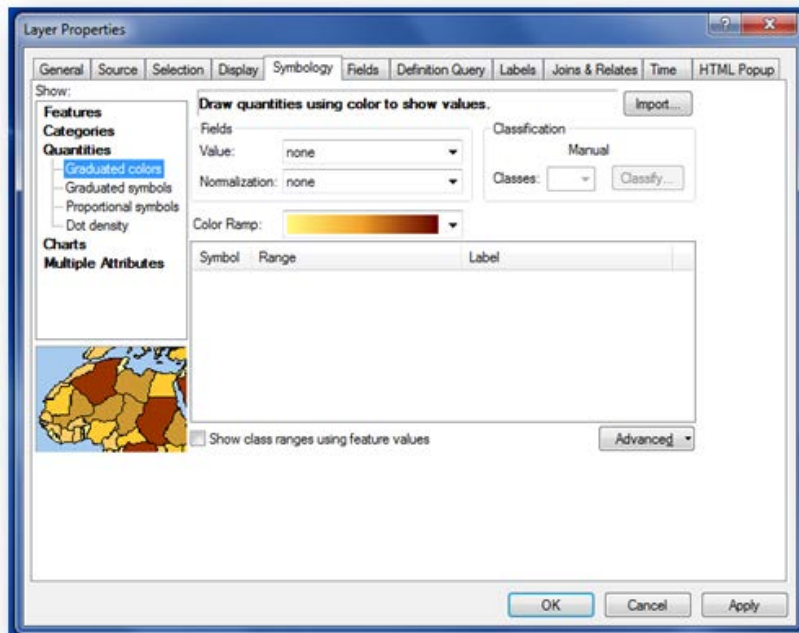 Layer Properties
General Source Selection Display Symbology Fields Definition Query Labels Joins & Relates Time HTML Popup
Show:
Features
Categories
Quantities
Graduated colors
Graduated symbols
Proportional symbols
Dot density
Charts
Multiple Attributes
Draw quantities using color to show values.
Import...
Fields
Value: none
Normalization: none
Classification
Manual
Classes: Classify...
Color Ramp:
Symbol Range Label
Show class ranges using feature values
Advanced
OK Cancel Apply